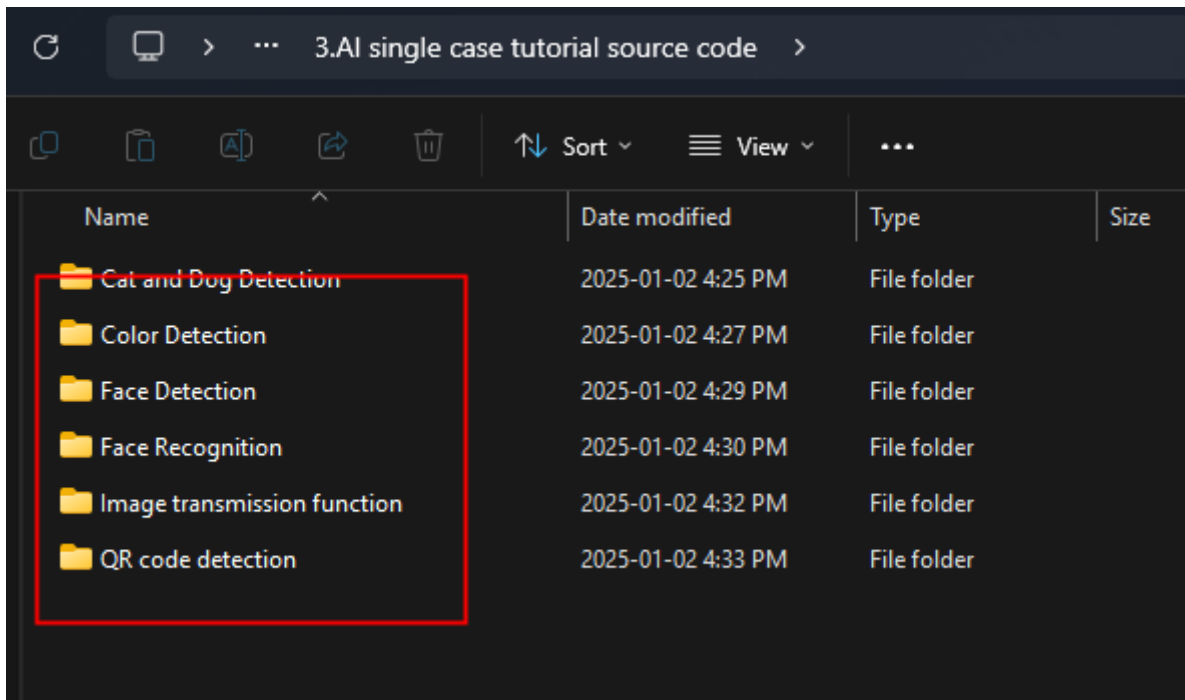 ... 3.AI single case tutorial source code
Sort View ...
Name Date modified Type Size
Cat and Dog Detection 2025-01-02 4:25 PM File folder
Color Detection 2025-01-02 4:27 PM File folder
Face Detection 2025-01-02 4:29 PM File folder
Face Recognition 2025-01-02 4:30 PM File folder
Image transmission function 2025-01-02 4:32 PM File folder
QR code detection 2025-01-02 4:33 PM File folder